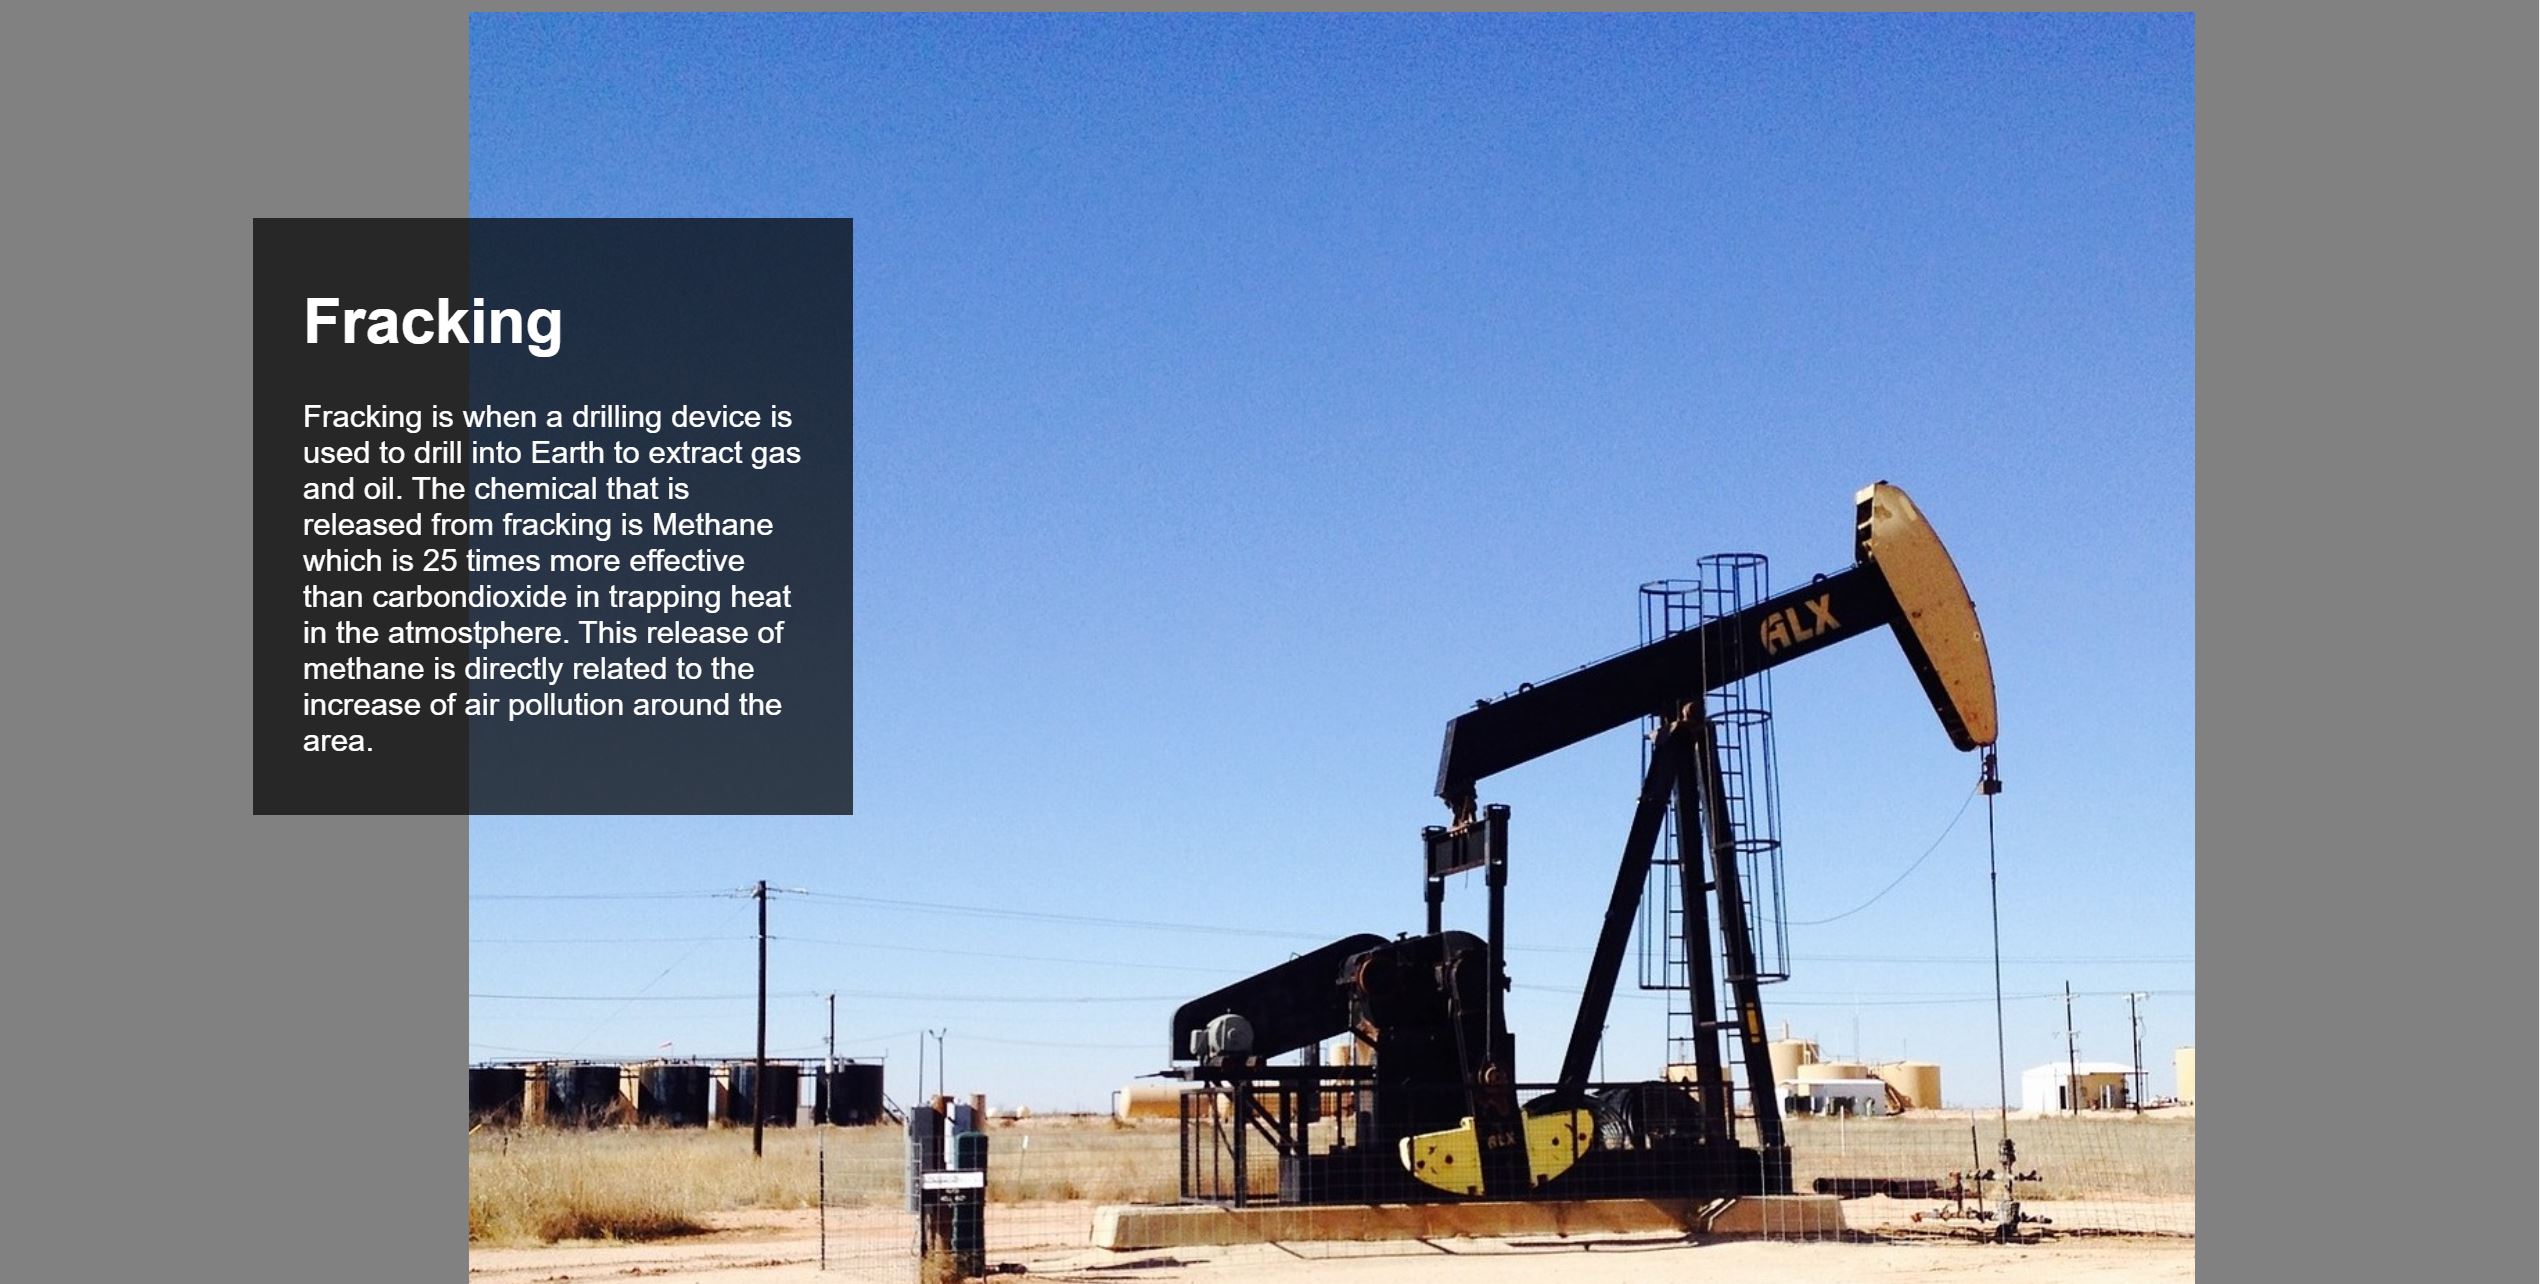 Fracking
Fracking is when a drilling device is
used to drill into Earth to extract gas
and oil. The chemical that is
released from fracking is Methane
which is 25 times more effective
than carbondioxide in trapping heat
in the atmostphere. This release of
methane is directly related to the
increase of air pollution around the
area.
ALX
ALX